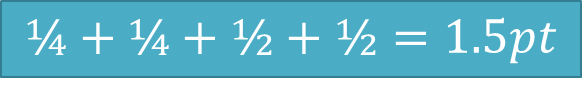 ¼ + ¼ + ½ + ½ = 1.5pt